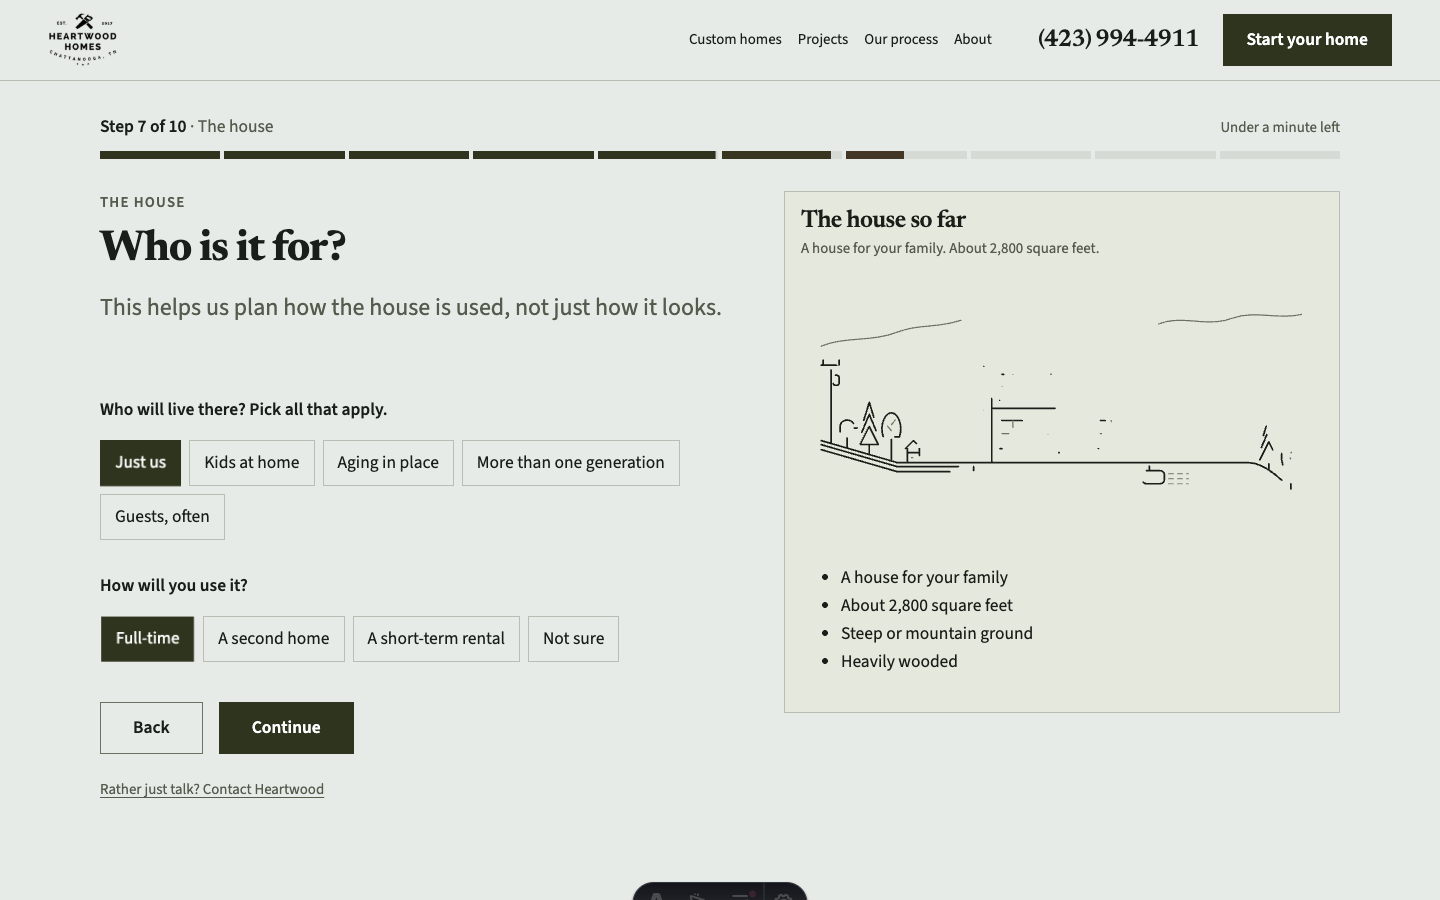 EST. 2017
HEARTWOOD
HOMES
CHATTANOOGA, TN
Custom homes Projects Our process About (423) 994-4911 Start your home
Step 7 of 10 · The house
Under a minute left
THE HOUSE
Who is it for?
This helps us plan how the house is used, not just how it looks.
Who will live there? Pick all that apply.
Just us Kids at home Aging in place More than one generation
Guests, often
How will you use it?
Full-time A second home A short-term rental Not sure
Back Continue
Rather just talk? Contact Heartwood
The house so far
A house for your family. About 2,800 square feet.
A house for your family
About 2,800 square feet
Steep or mountain ground
Heavily wooded